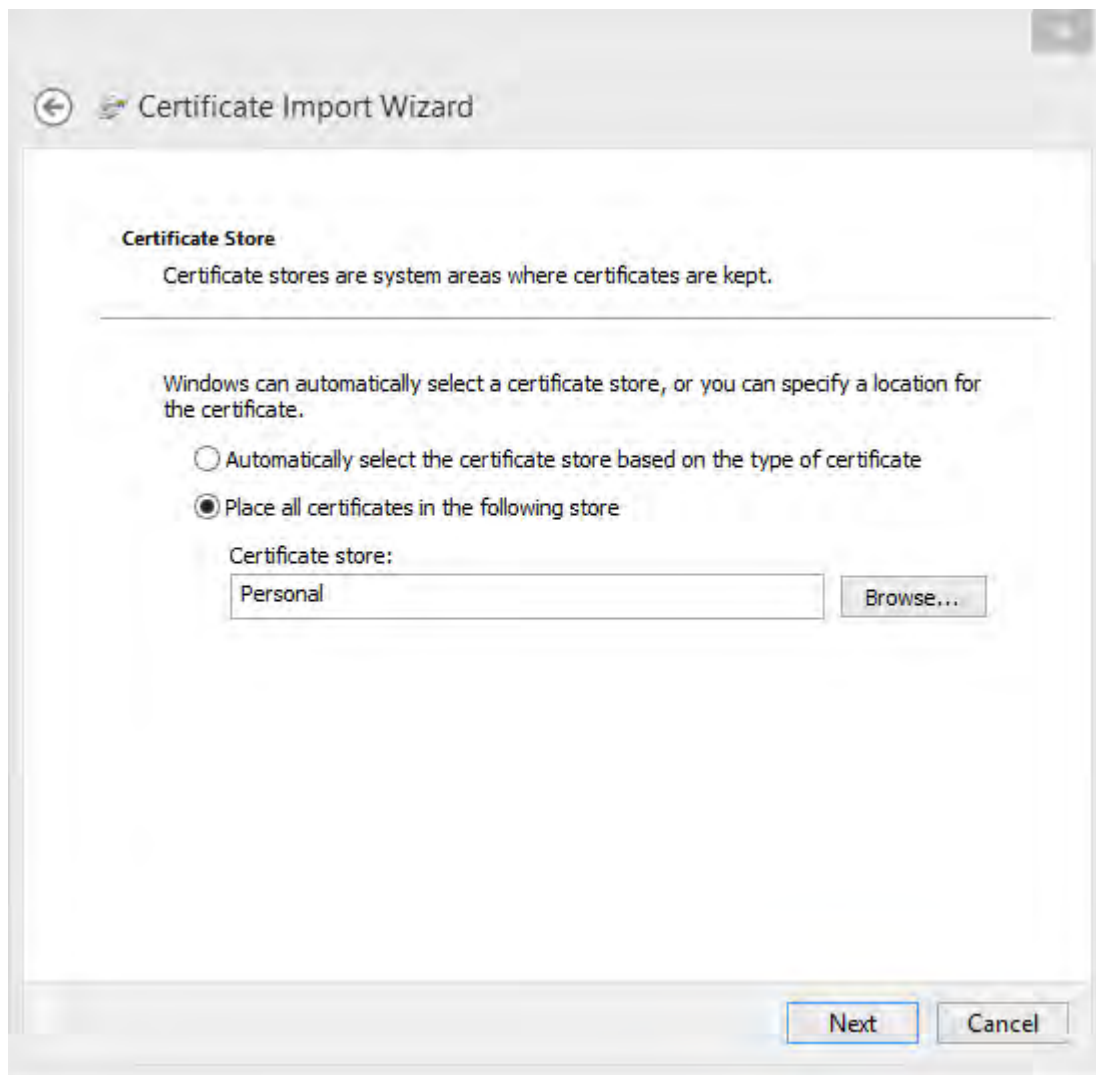 Certificate Import Wizard
Certificate Store
Certificate stores are system areas where certificates are kept.
Windows can automatically select a certificate store, or you can specify a location for
the certificate.
Automatically select the certificate store based on the type of certificate
Place all certificates in the following store
Certificate store:
Personal
Browse...
Next
Cancel